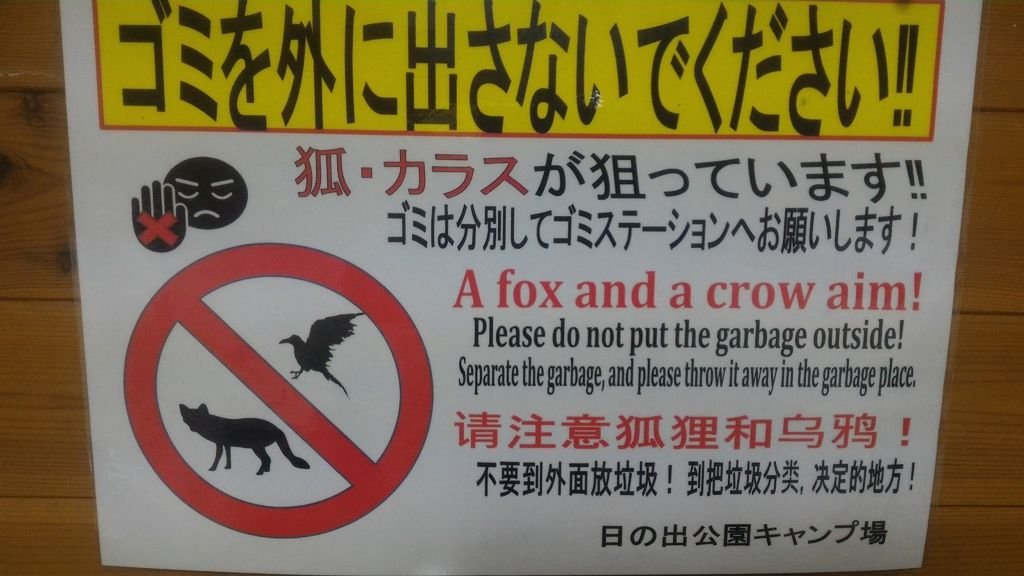 ゴミを外に出さないでください!!
狐・カラスが狙っています!!
ゴミは分別してゴミステーションへお願いします！
A fox and a crow aim!
Please do not put the garbage outside!
Separate the garbage, and please throw it away in the garbage place.
请注意狐狸和乌鸦！
不要到外面放垃圾！到把垃圾分类, 决定的地方！
日の出公園キャンプ場